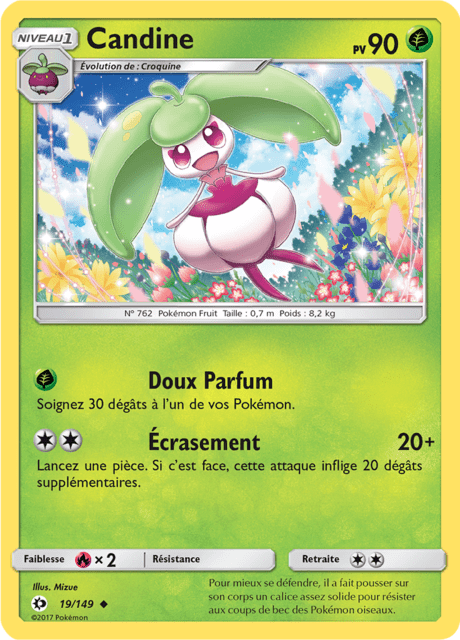 NIVEAU 1
Candine
PV 90
Évolution de : Croquine
N° 762 Pokémon Fruit Taille : 0,7 m Poids : 8,2 kg
Doux Parfum
Soignez 30 dégâts à l'un de vos Pokémon.
Écrasement 20+
Lancez une pièce. Si c'est face, cette attaque inflige 20 dégâts
supplémentaires.
Faiblesse × 2 Résistance Retraite
Illus. Mizue
19/149
©2017 Pokémon
Pour mieux se défendre, il a fait pousser sur
son corps un calice assez solide pour résister
aux coups de bec des Pokémon oiseaux.